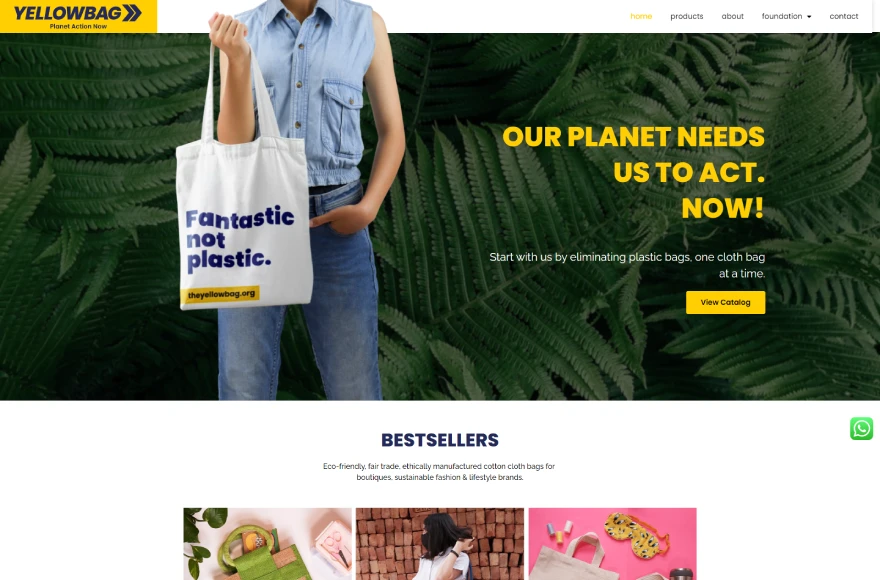 YELLOWBAG
Planet Action Now
home products about foundation contact
Fantastic
not
plastic.
theyellowbag.org
OUR PLANET NEEDS
US TO ACT.
NOW!
Start with us by eliminating plastic bags, one cloth bag
at a time.
View Catalog
BESTSELLERS
Eco-friendly, fair trade, ethically manufactured cotton cloth bags for
boutiques, sustainable fashion & lifestyle brands.